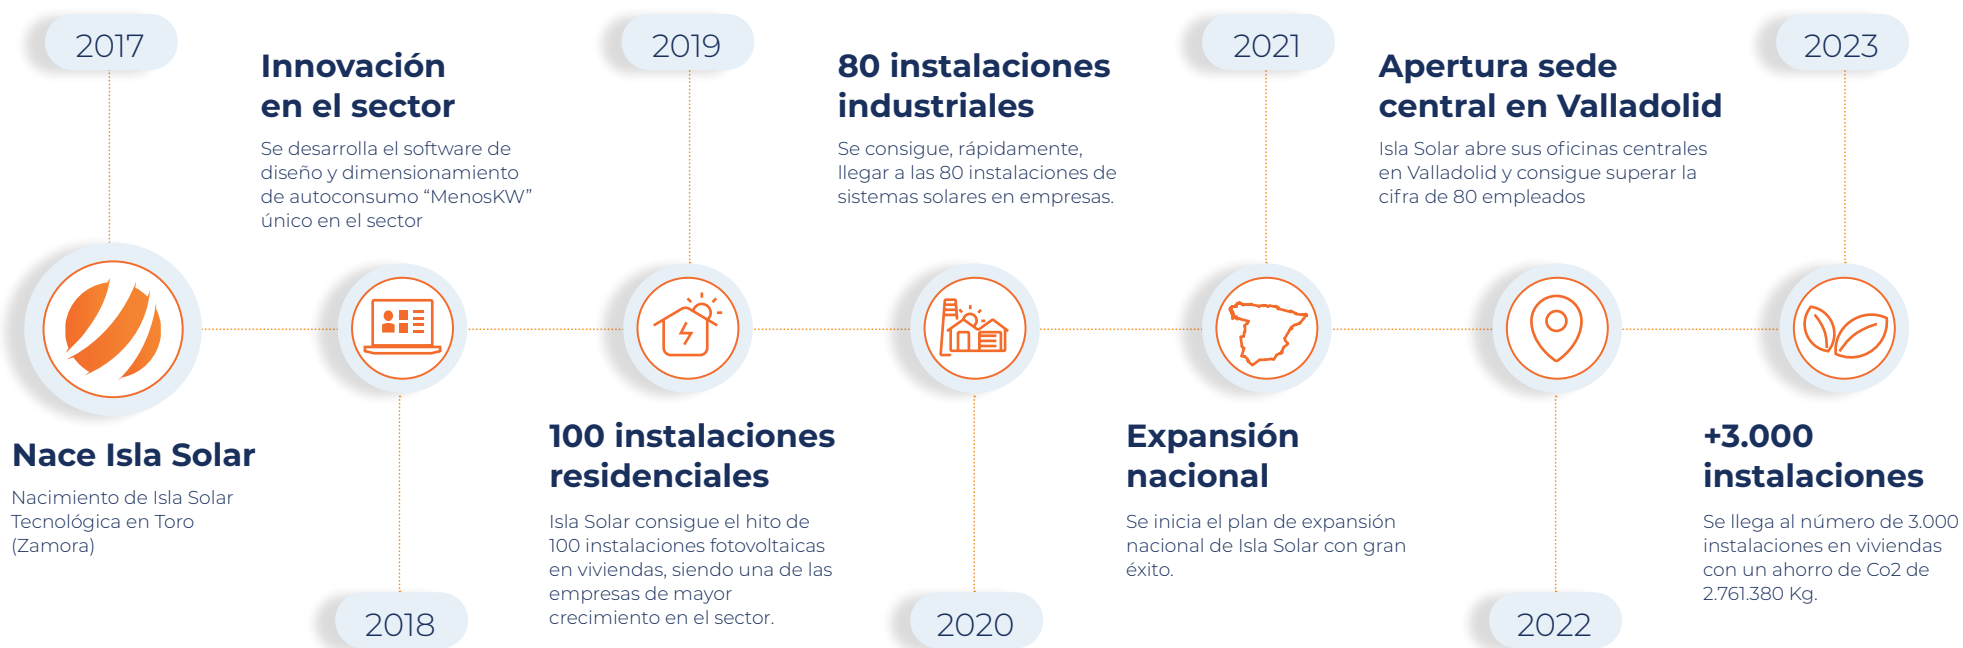 2017
Nace Isla Solar
Nacimiento de Isla Solar
Tecnológica en Toro
(Zamora)
Innovación
en el sector
Se desarrolla el software de
diseño y dimensionamiento
de autoconsumo “MenosKW”
único en el sector
2018
2019
100 instalaciones
residenciales
Isla Solar consigue el hito de
100 instalaciones fotovoltaicas
en viviendas, siendo una de las
empresas de mayor
crecimiento en el sector.
80 instalaciones
industriales
Se consigue, rápidamente,
llegar a las 80 instalaciones de
sistemas solares en empresas.
2020
2021
Expansión
nacional
Se inicia el plan de expansión
nacional de Isla Solar con gran
éxito.
Apertura sede
central en Valladolid
Isla Solar abre sus oficinas centrales
en Valladolid y consigue superar la
cifra de 80 empleados
2022
2023
+3.000
instalaciones
Se llega al número de 3.000
instalaciones en viviendas
con un ahorro de Co2 de
2.761.380 Kg.